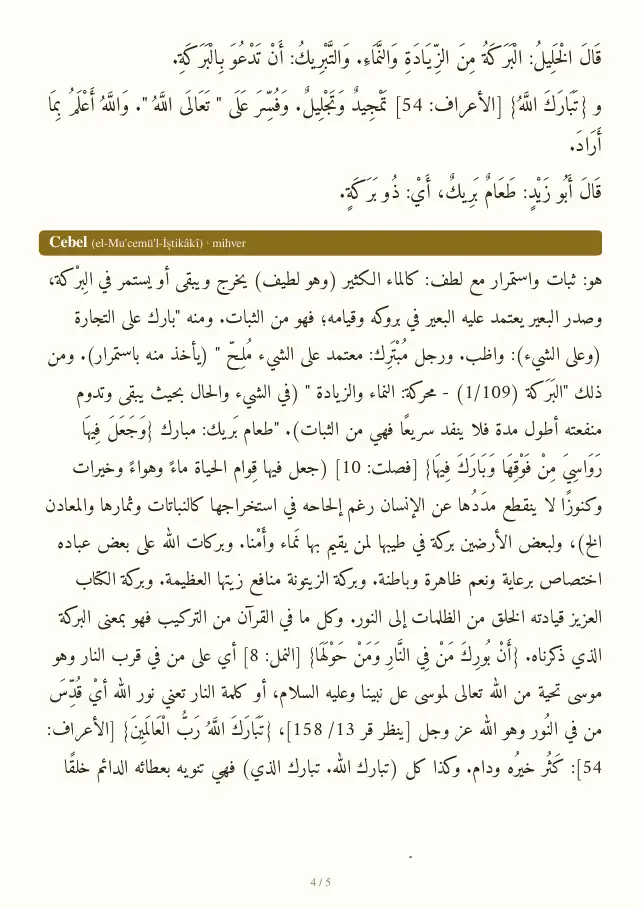 قَالَ الْخَلِيلُ: الْبَرَكَةُ مِنَ الزِّيَادَةِ وَالنَّمَاءِ. وَالتَّبْرِيكُ: أَنْ تَدْعُوَ بِالْبَرَكَةِ.
و {تَبَارَكَ اللَّهُ} [الأعراف: 54] تَمْجِيدٌ وَتَجْلِيلٌ. وَفُسِّرَ عَلَى " تَعَالَى اللَّهُ ". وَاللَّهُ أَعْلَمُ بِمَا
أَرَادَ.
قَالَ أَبُو زَيْدٍ: طَعَامٌ بَرِيكٌ، أَيْ: ذُو بَرَكَةٍ.
Cebel (el-Mu'cemü'l-İştikâkî) · mihver
هو: ثبات واستمرار مع لطف: كالماء الكثير (وهو لطيف) يخرج ويبقى أو يستمر في البِرْكة،
وصدر البعير يعتمد عليه البعير في بروكه وقيامه؛ فهو من الثبات. ومنه "بارك على التجارة
(وعلى الشيء): واظب. ورجل مُبْتَرِك: معتمد على الشيء مُلِحّ " (يأخذ منه باستمرار). ومن
ذلك "البَرَكة (1/109) - محركة: النماء والزيادة " (في الشيء والحال بحيث يبقى وتدوم
منفعته أطول مدة فلا ينفد سريعًا فهي من الثبات). "طعام بَريك: مبارك {وَجَعَلَ فِيهَا
رَوَاسِيَ مِنْ فَوْقِهَا وَبَارَكَ فِيهَا} [فصلت: 10] (جعل فيها قِوام الحياة ماءً وهواءً وخيرات
وكنوزًا لا ينقطع مدَدُها عن الإنسان رغم إلحاحه في استخراجها كالنباتات وثمارها والمعادن
الخ)، ولبعض الأرضين بركة في طيبها لمن يقيم بها نَماء وأَمْنا. وبركات الله على بعض عباده
اختصاص برعاية ونعم ظاهرة وباطنة. وبركة الزيتونة منافع زيتها العظيمة. وبركة الكتاب
العزيز قيادته الخلق من الظلمات إلى النور. وكل ما في القرآن من التركيب فهو بمعنى البركة
الذي ذكرناه. {أَنْ بُورِكَ مَنْ فِي النَّارِ وَمَنْ حَوْلَهَا} [النمل: 8] أي على من في قرب النار وهو
موسى تحية من الله تعالى لموسى عل نبينا وعليه السلام، أو كلمة النار تعني نور الله أيْ قُدِّسَ
من في النُور وهو الله عز وجل [ينظر قر 13/ 158]، {تَبَارَكَ اللَّهُ رَبُّ الْعَالَمِينَ} [الأعراف:
54]: كَثُر خيرُه ودام. وكذا كل (تبارك الله. تبارك الذي) فهي تنويه بعطائه الدائم خلقًا
4 / 5